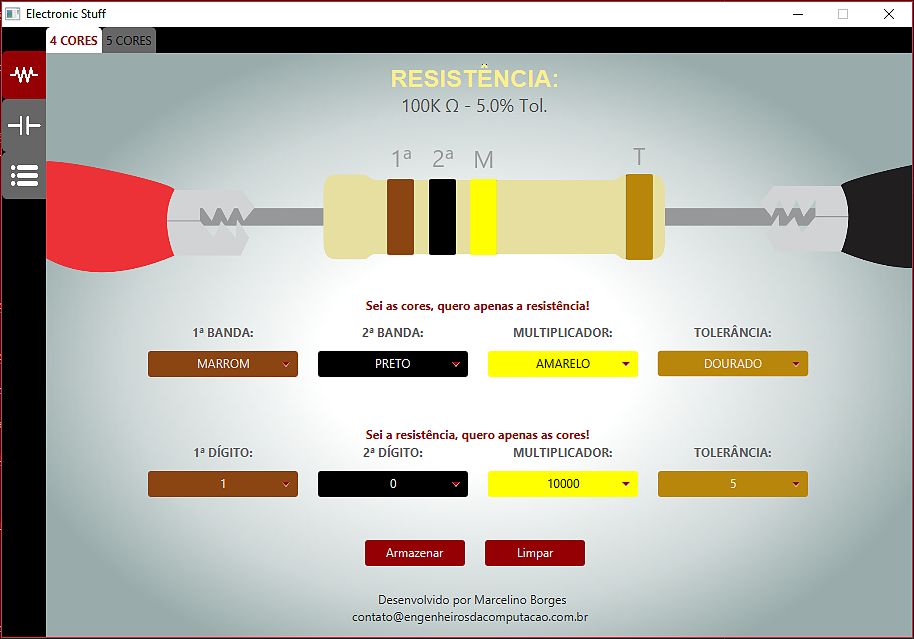 Electronic Stuff
4 CORES 5 CORES
RESISTÊNCIA:
100K Ω - 5.0% Tol.
1ª 2ª M T
Sei as cores, quero apenas a resistência!
1ª BANDA: 2ª BANDA: MULTIPLICADOR: TOLERÂNCIA:
MARROM PRETO AMARELO DOURADO
Sei a resistência, quero apenas as cores!
1ª DÍGITO: 2ª DÍGITO: MULTIPLICADOR: TOLERÂNCIA:
1 0 10000 5
Armazenar Limpar
Desenvolvido por Marcelino Borges
contato@engenheirosdacomputacao.com.br